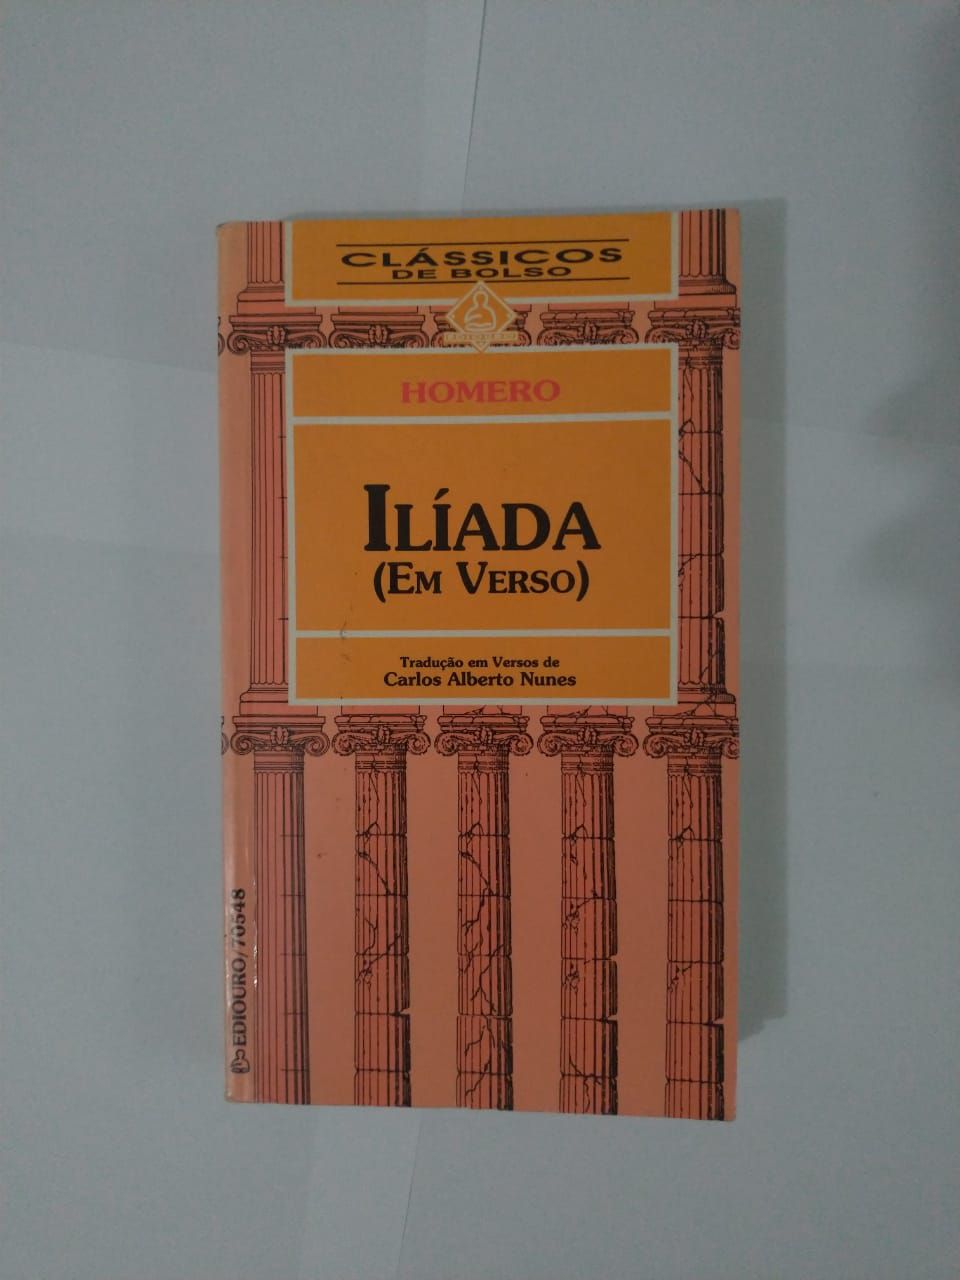 CLÁSSICOS
DE BOLSO
HOMERO
ILÍADA
(EM VERSO)
Tradução em Versos de
Carlos Alberto Nunes
EDIOURO/70548